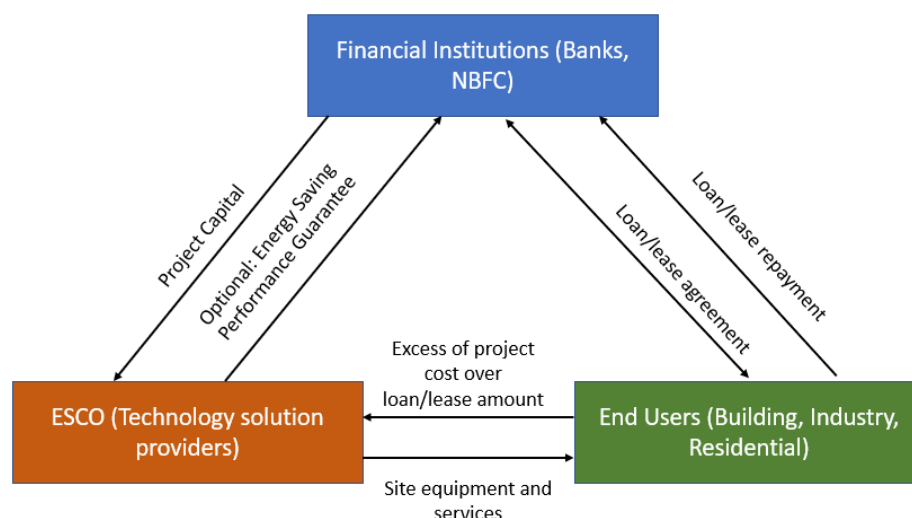 Financial Institutions (Banks,
NBFC)
Project Capital
Optional: Energy Saving
Performance Guarantee
Loan/lease agreement
Loan/lease repayment
Excess of project
cost over
loan/lease amount
ESCO (Technology solution
providers)
End Users (Building, Industry,
Residential)
Site equipment and
services